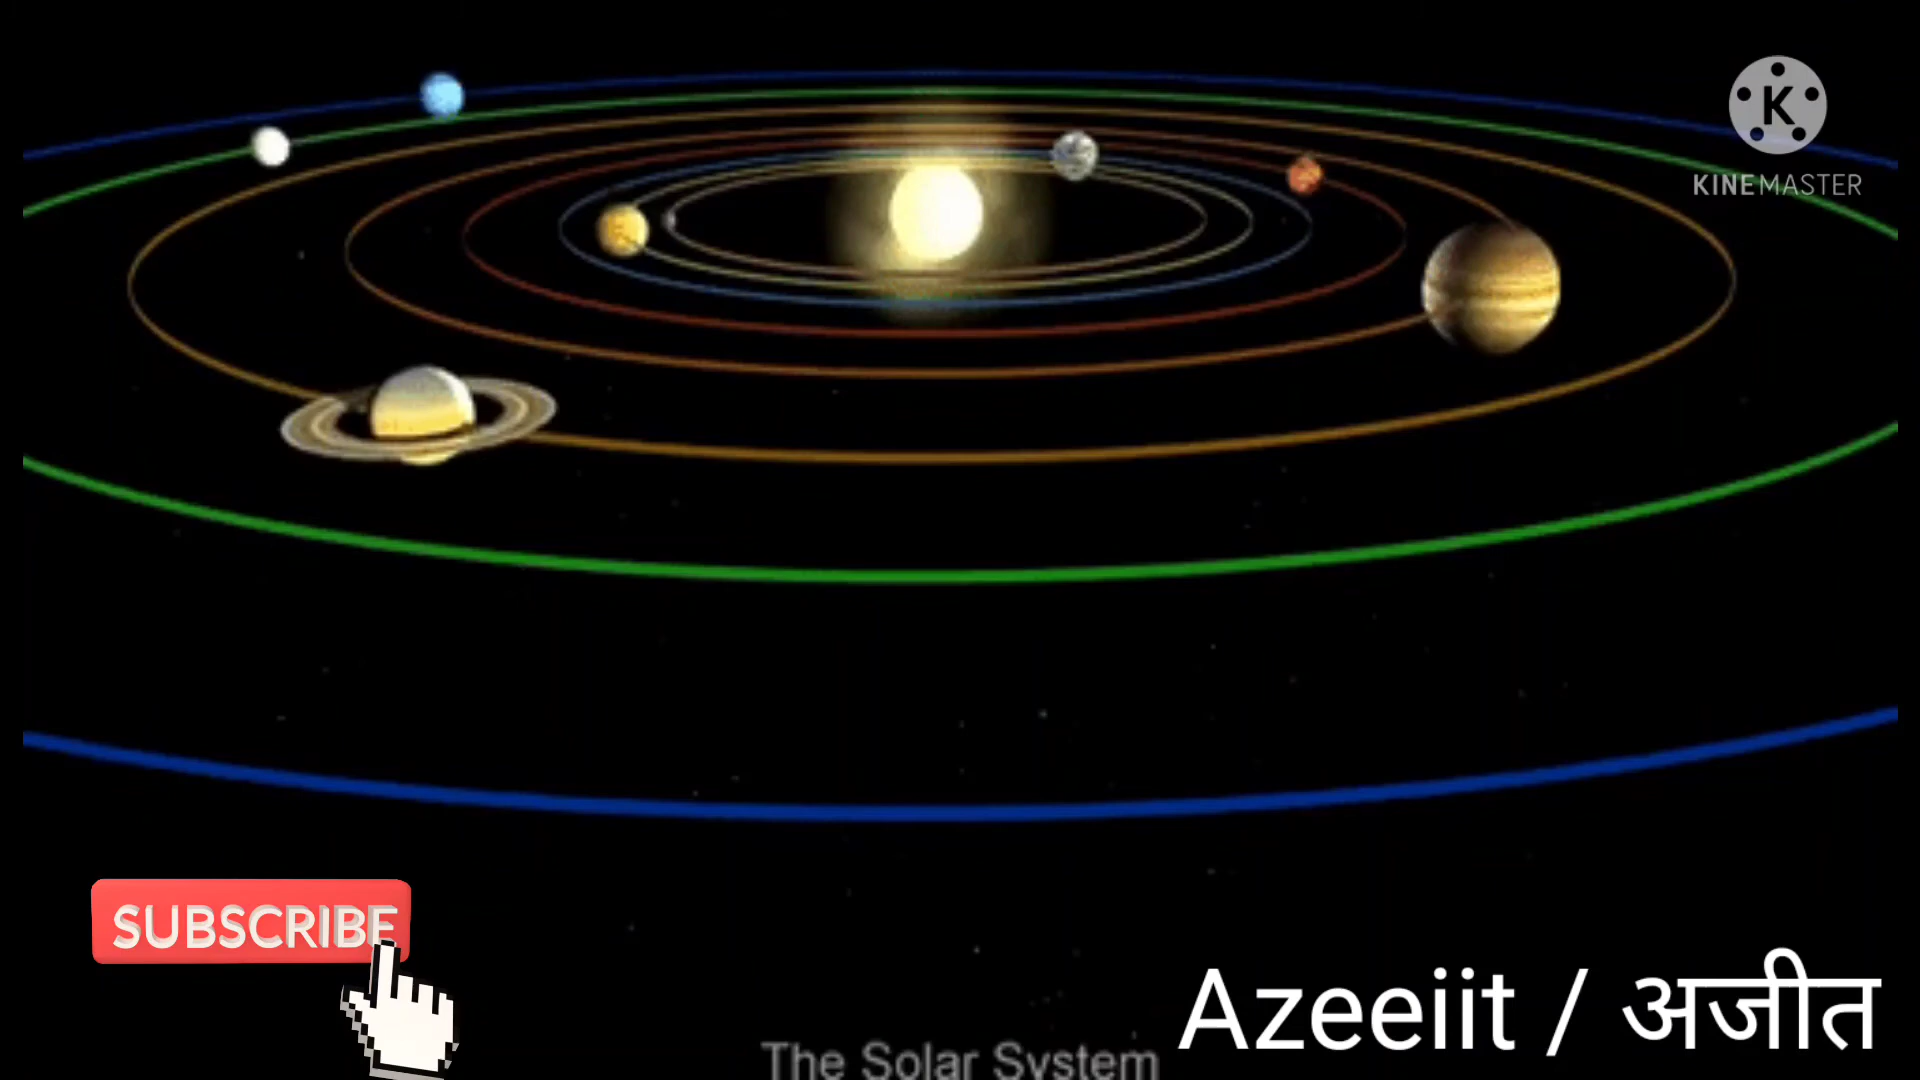 K
KINEMASTER
SUBSCRIBE
Azeeiit / अजीत
The Solar System